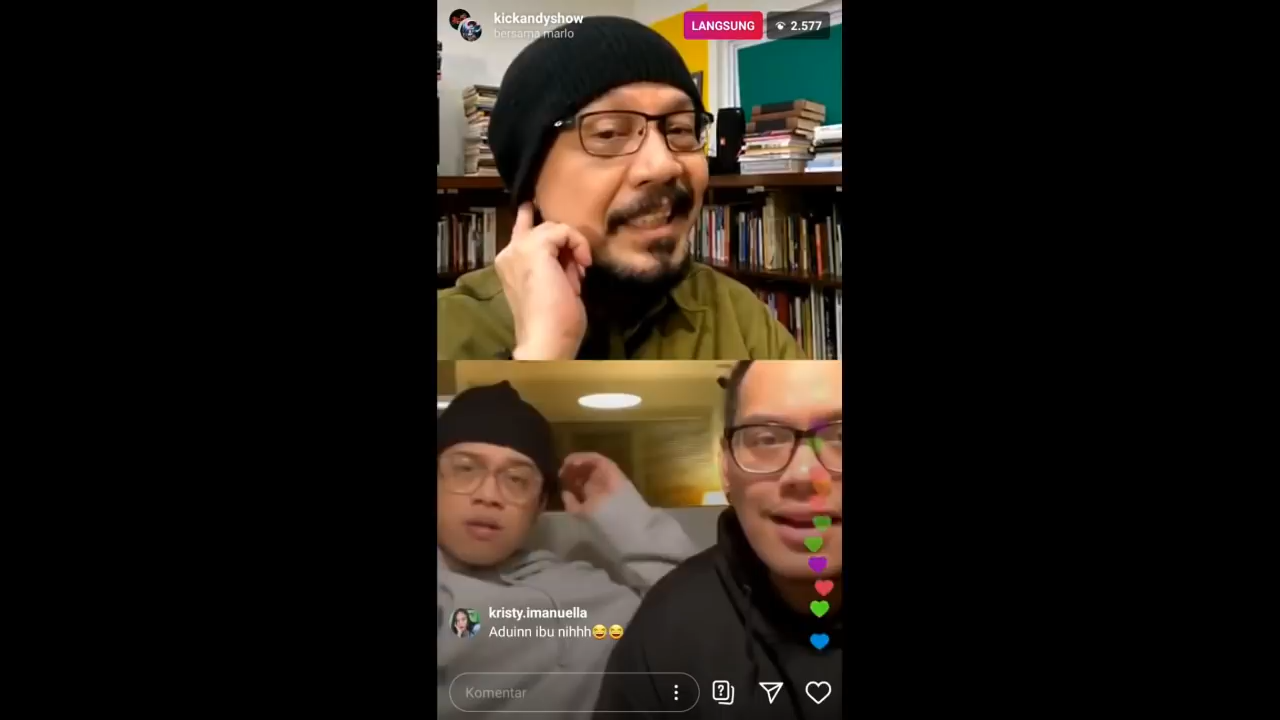 kickandyshow
bersama marlo
LANGSUNG
2.577
kristy.imanuella
Aduinn ibu nihhh😆😆
Komentar